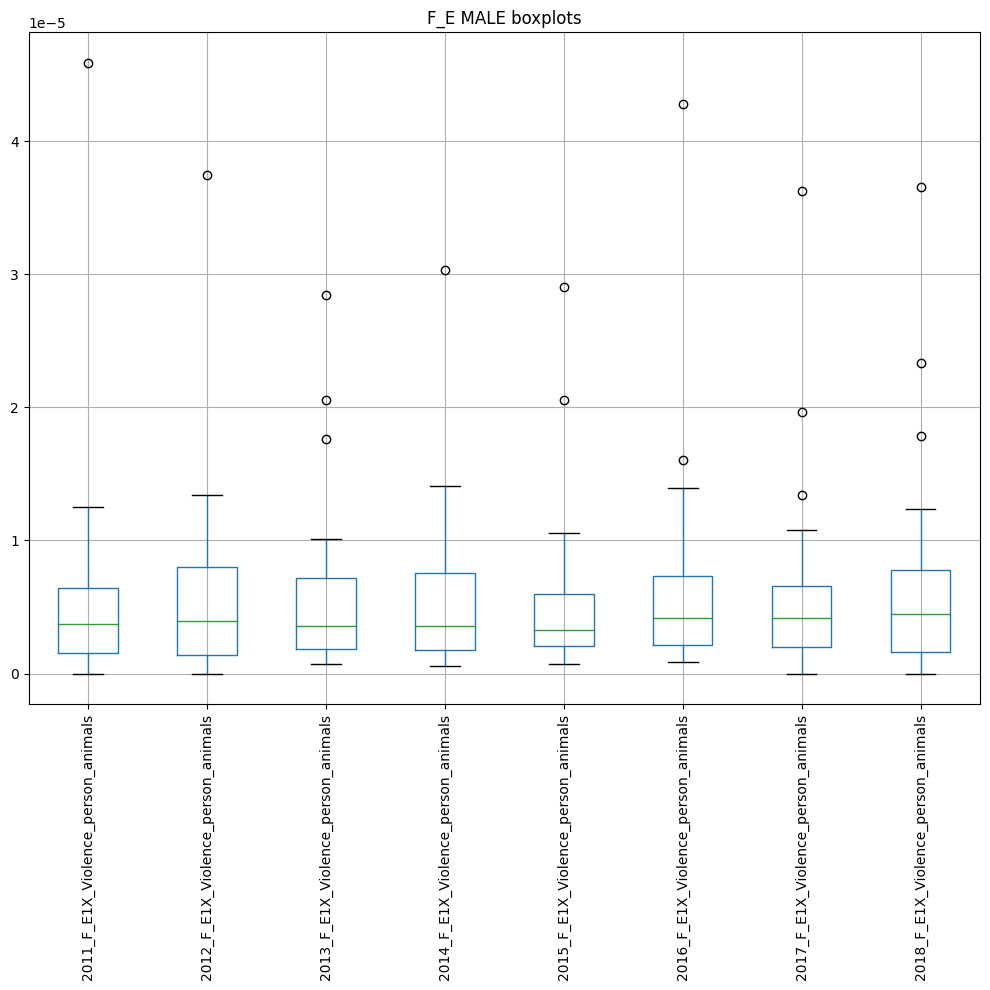 F_E MALE boxplots
1e−5
4
3
2
1
0
2011_F_E1X_Violence_person_animals
2012_F_E1X_Violence_person_animals
2013_F_E1X_Violence_person_animals
2014_F_E1X_Violence_person_animals
2015_F_E1X_Violence_person_animals
2016_F_E1X_Violence_person_animals
2017_F_E1X_Violence_person_animals
2018_F_E1X_Violence_person_animals